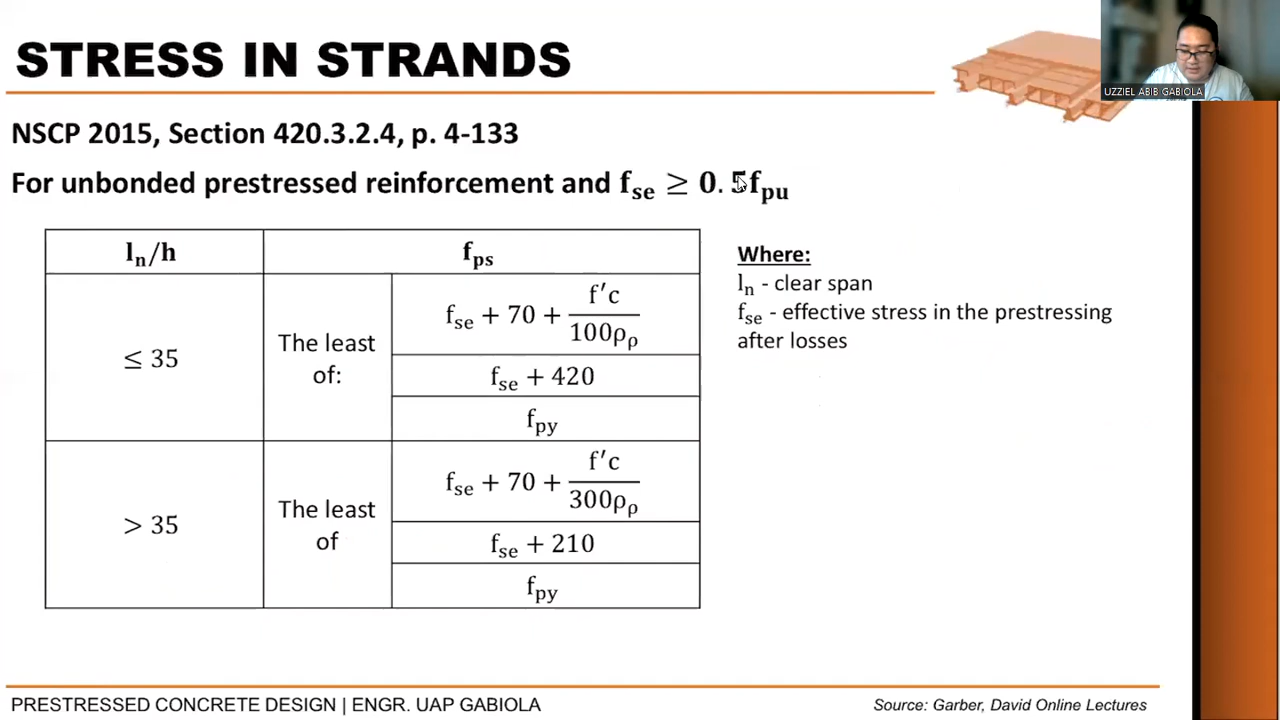 STRESS IN STRANDS
UZZIEL ABIB GABIOLA
NSCP 2015, Section 420.3.2.4, p. 4-133
For unbonded prestressed reinforcement and f_se ≥ 0.5f_pu
l_n/h f_ps
≤ 35 The least of: f_se + 70 + f′c/100ρ_ρ
f_se + 420
f_py
> 35 The least of f_se + 70 + f′c/300ρ_ρ
f_se + 210
f_py
Where:
l_n - clear span
f_se - effective stress in the prestressing
after losses
PRESTRESSED CONCRETE DESIGN | ENGR. UAP GABIOLA
Source: Garber, David Online Lectures